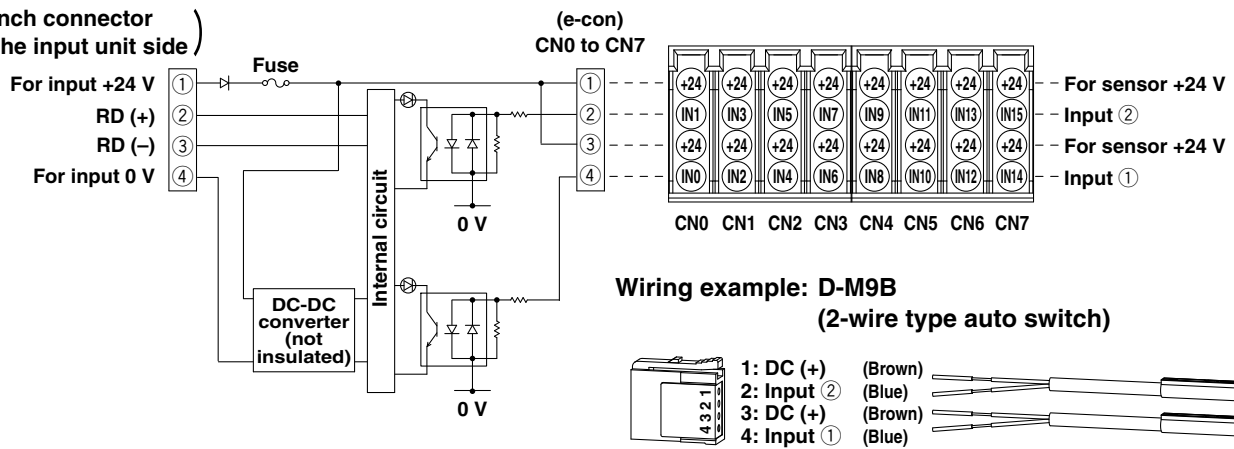 nch connector
he input unit side )
For input +24 V ①
RD (+) ②
RD (–) ③
For input 0 V ④
Fuse
Internal circuit
0 V
0 V
DC-DC
converter
(not
insulated)
(e-con)
CN0 to CN7
①
②
③
④
+24 +24 +24 +24 +24 +24 +24 +24 For sensor +24 V
IN1 IN3 IN5 IN7 IN9 IN11 IN13 IN15 Input ②
+24 +24 +24 +24 +24 +24 +24 +24 For sensor +24 V
IN0 IN2 IN4 IN6 IN8 IN10 IN12 IN14 Input ①
CN0 CN1 CN2 CN3 CN4 CN5 CN6 CN7
Wiring example: D-M9B
(2-wire type auto switch)
4 3 2 1
1: DC (+) (Brown)
2: Input ② (Blue)
3: DC (+) (Brown)
4: Input ① (Blue)